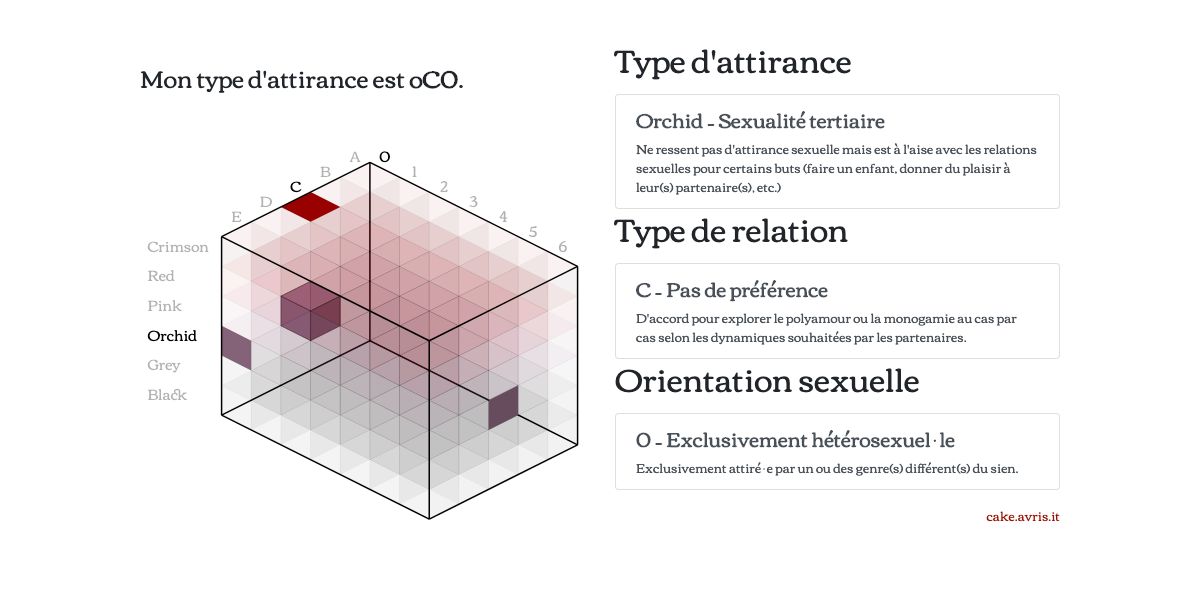 Mon type d'attirance est oC0.
A
0
B
1
C
2
D
3
E
4
5
6
Crimson
Red
Pink
Orchid
Grey
Black
Type d'attirance
Orchid - Sexualité tertiaire
Ne ressent pas d'attirance sexuelle mais est à l'aise avec les relations
sexuelles pour certains buts (faire un enfant, donner du plaisir à
leur(s) partenaire(s), etc.)
Type de relation
C - Pas de préférence
D'accord pour explorer le polyamour ou la monogamie au cas par
cas selon les dynamiques souhaitées par les partenaires.
Orientation sexuelle
0 - Exclusivement hétérosexuel·le
Exclusivement attiré·e par un ou des genre(s) différent(s) du sien.
cake.avris.it